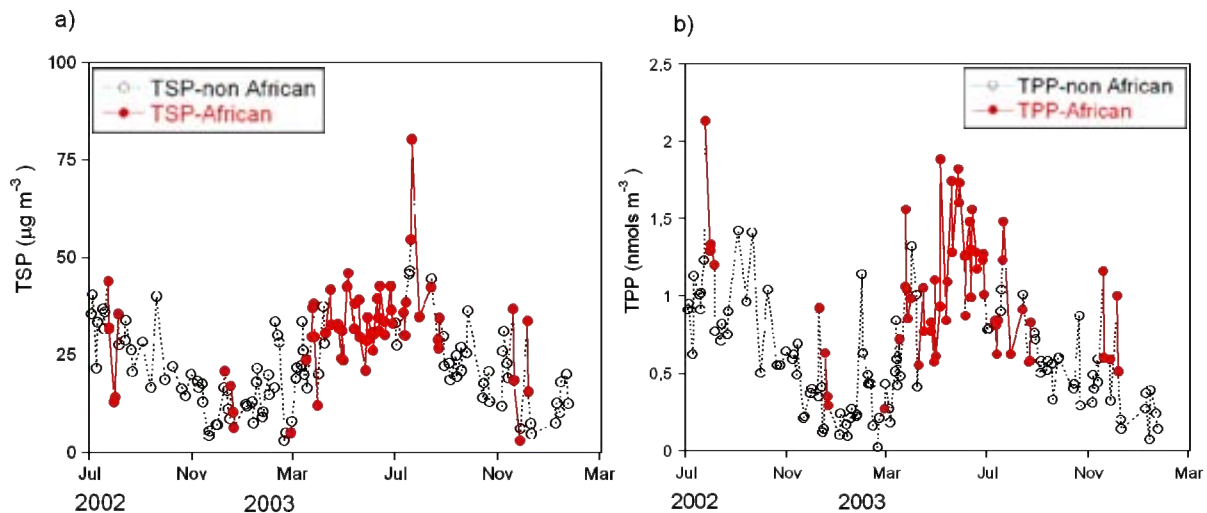 a)
TSP (µg m⁻³)
100
75
50
25
0
TSP-non African
TSP-African
Jul Nov Mar Jul Nov Mar
2002 2003
b)
TPP (nmols m⁻³)
2.5
2
1.5
1
0.5
0
TPP-non African
TPP-African
Jul Nov Mar Jul Nov Mar
2002 2003